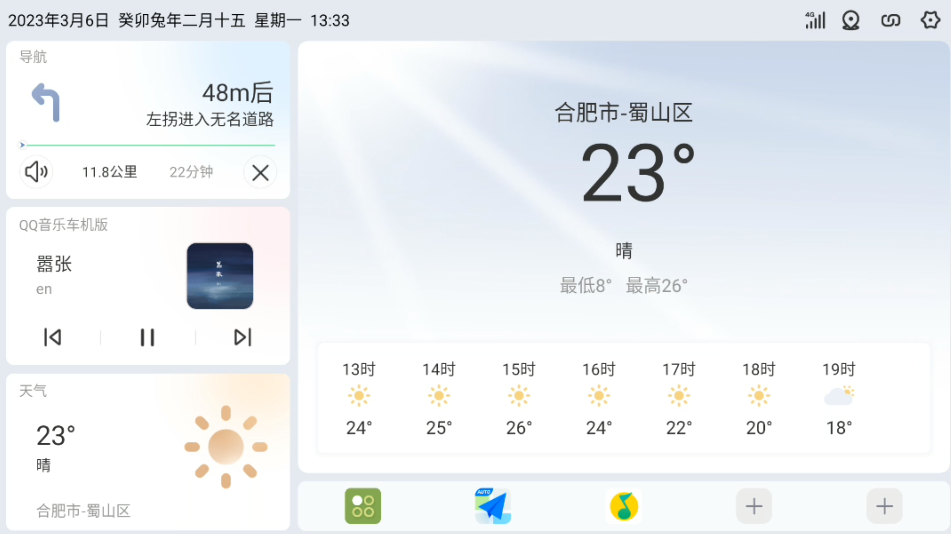 2023年3月6日 癸卯兔年二月十五 星期一 13:33
4G
导航
48m后
左拐进入无名道路
11.8公里 22分钟
QQ音乐车机版
嚣张
en
嚣张
天气
23°
晴
合肥市-蜀山区
合肥市-蜀山区
23°
晴
最低8° 最高26°
13时 14时 15时 16时 17时 18时 19时
24° 25° 26° 24° 22° 20° 18°
AUTO